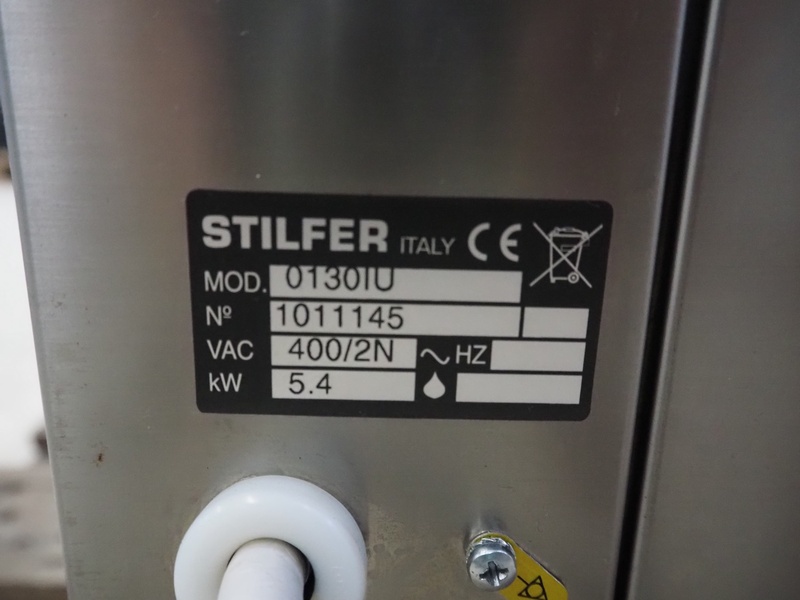 STILFER ITALY CE
MOD. 0130IU
Nº 1011145
VAC 400/2N ~ HZ
kW 5.4